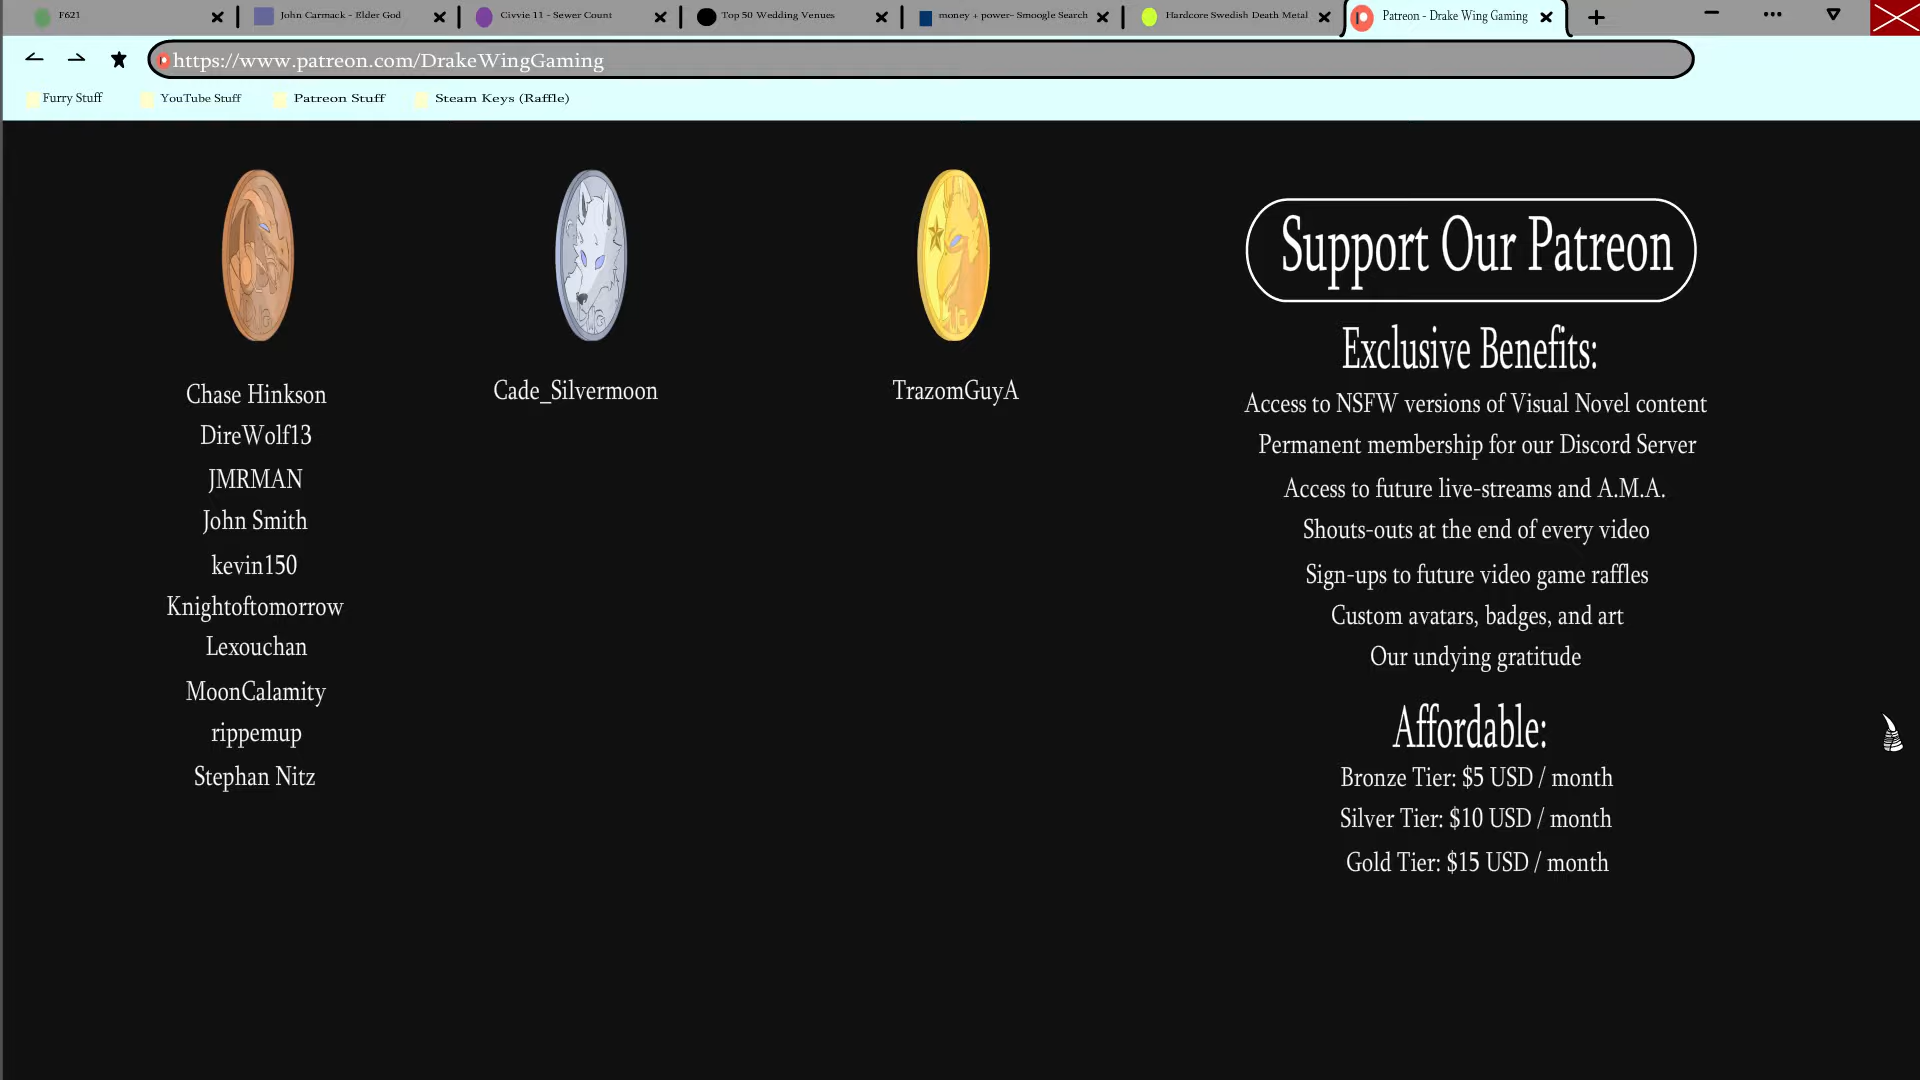 F621
John Carmack - Elder God
Civvie 11 - Sewer Count
Top 50 Wedding Venues
money + power- Smoogle Search
Hardcore Swedish Death Metal
Patreon - Drake Wing Gaming
https://www.patreon.com/DrakeWingGaming
Furry Stuff
YouTube Stuff
Patreon Stuff
Steam Keys (Raffle)
Chase Hinkson
DireWolf13
JMRMAN
John Smith
kevin150
Knightoftomorrow
Lexouchan
MoonCalamity
rippemup
Stephan Nitz
Cade_Silvermoon
TrazomGuyA
Support Our Patreon
Exclusive Benefits:
Access to NSFW versions of Visual Novel content
Permanent membership for our Discord Server
Access to future live-streams and A.M.A.
Shouts-outs at the end of every video
Sign-ups to future video game raffles
Custom avatars, badges, and art
Our undying gratitude
Affordable:
Bronze Tier: $5 USD / month
Silver Tier: $10 USD / month
Gold Tier: $15 USD / month